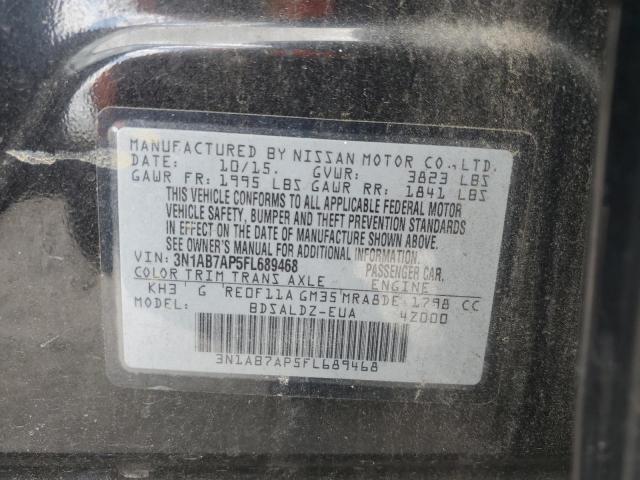 MANUFACTURED BY NISSAN MOTOR CO.,LTD.
DATE: 10/15. GVWR: 3823 LBS
GAWR FR: 1995 LBS GAWR RR: 1841 LBS
THIS VEHICLE CONFORMS TO ALL APPLICABLE FEDERAL MOTOR
VEHICLE SAFETY, BUMPER AND THEFT PREVENTION STANDARDS
IN EFFECT ON THE DATE OF MANUFACTURE SHOWN ABOVE.
SEE OWNER'S MANUAL FOR ADDITIONAL INFORMATION.
VIN: 3N1AB7AP5FL689468 PASSENGER CAR.
COLOR TRIM TRANS AXLE ENGINE
KH3 G RE0F11A GM35 MRA8DE 1798 CC
MODEL: BDSALDZ-EUA 4Z000
3N1AB7AP5FL689468